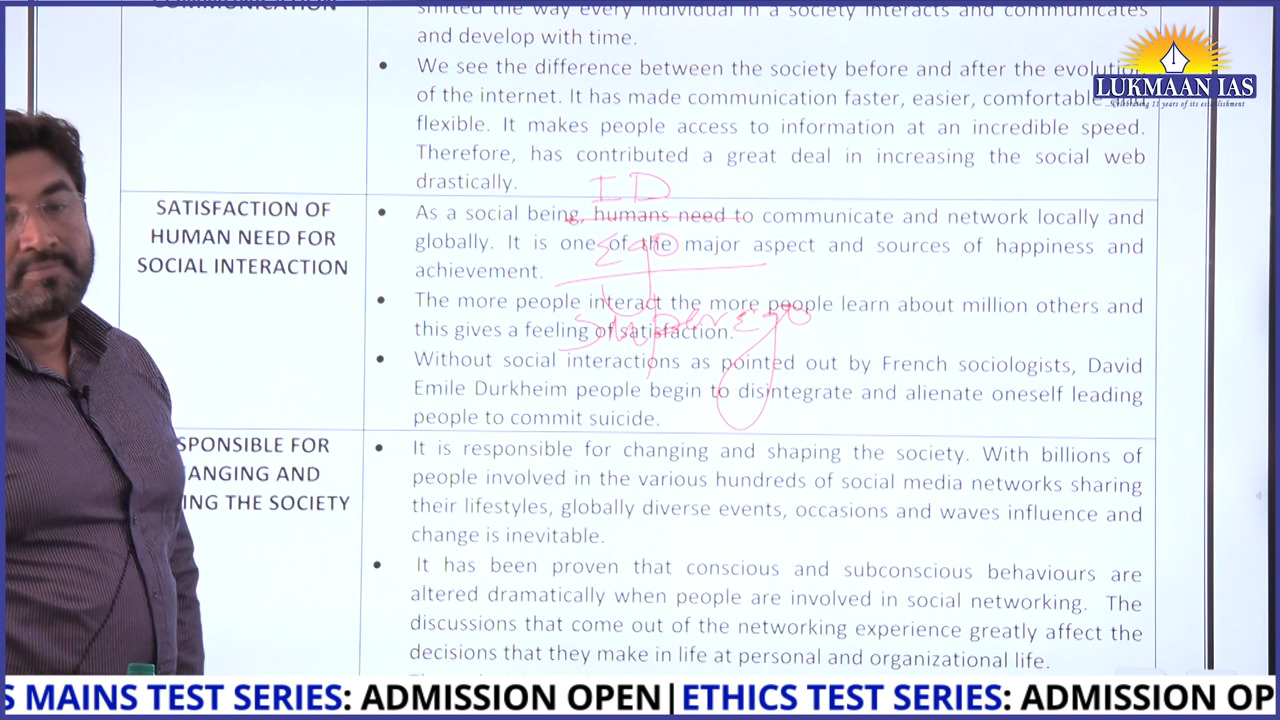 shifted the way every individual in a society interacts and communicates
and develop with time.
• We see the difference between the society before and after the evolution
of the internet. It has made communication faster, easier, comfortable
flexible. It makes people access to information at an incredible speed.
Therefore, has contributed a great deal in increasing the social web
drastically.
LUKMAAN IAS
...Celebrating 11 years of its establishment
SATISFACTION OF
HUMAN NEED FOR
SOCIAL INTERACTION
• As a social being, humans need to communicate and network locally and
globally. It is one of the major aspect and sources of happiness and
achievement.
• The more people interact the more people learn about million others and
this gives a feeling of satisfaction.
• Without social interactions as pointed out by French sociologists, David
Emile Durkheim people begin to disintegrate and alienate oneself leading
people to commit suicide.
ID
Ego
Super Ego
SPONSIBLE FOR
ANGING AND
ING THE SOCIETY
• It is responsible for changing and shaping the society. With billions of
people involved in the various hundreds of social media networks sharing
their lifestyles, globally diverse events, occasions and waves influence and
change is inevitable.
• It has been proven that conscious and subconscious behaviours are
altered dramatically when people are involved in social networking. The
discussions that come out of the networking experience greatly affect the
decisions that they make in life at personal and organizational life.
S MAINS TEST SERIES: ADMISSION OPEN|ETHICS TEST SERIES: ADMISSION OP